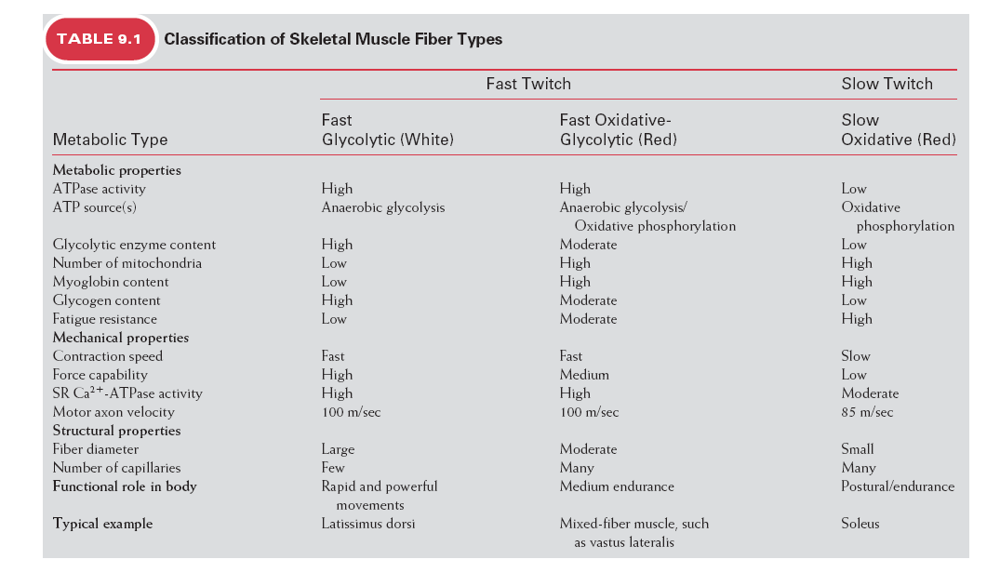 TABLE 9.1 Classification of Skeletal Muscle Fiber Types
Fast Twitch Slow Twitch
Fast Fast Oxidative- Slow
Metabolic Type Glycolytic (White) Glycolytic (Red) Oxidative (Red)
Metabolic properties
ATPase activity High High Low
ATP source(s) Anaerobic glycolysis Anaerobic glycolysis/ Oxidative
Oxidative phosphorylation phosphorylation
Glycolytic enzyme content High Moderate Low
Number of mitochondria Low High High
Myoglobin content Low High High
Glycogen content High Moderate Low
Fatigue resistance Low Moderate High
Mechanical properties
Contraction speed Fast Fast Slow
Force capability High Medium Low
SR Ca²⁺-ATPase activity High High Moderate
Motor axon velocity 100 m/sec 100 m/sec 85 m/sec
Structural properties
Fiber diameter Large Moderate Small
Number of capillaries Few Many Many
Functional role in body Rapid and powerful Medium endurance Postural/endurance
movements
Typical example Latissimus dorsi Mixed-fiber muscle, such Soleus
as vastus lateralis